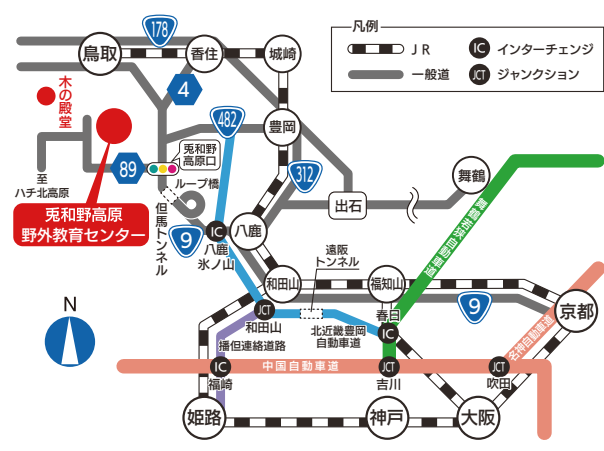 178
鳥取
香住
城崎
凡例
JR
IC
インターチェンジ
一般道
JCT
ジャンクション
4
木の殿堂
482
豊岡
兎和野
高原口
89
312
舞鶴
至
ハチ北高原
ループ橋
出石
兎和野高原
野外教育センター
但馬トンネル
9
IC
八鹿
八鹿
氷ノ山
舞鶴若狭自動車道
遠阪
トンネル
和田山
福知山
9
京都
JCT
和田山
北近畿豊岡
自動車道
春日
IC
名神自動車道
N
播但連絡道路
IC
福崎
中国自動車道
JCT
吉川
JCT
吹田
姫路
神戸
大阪